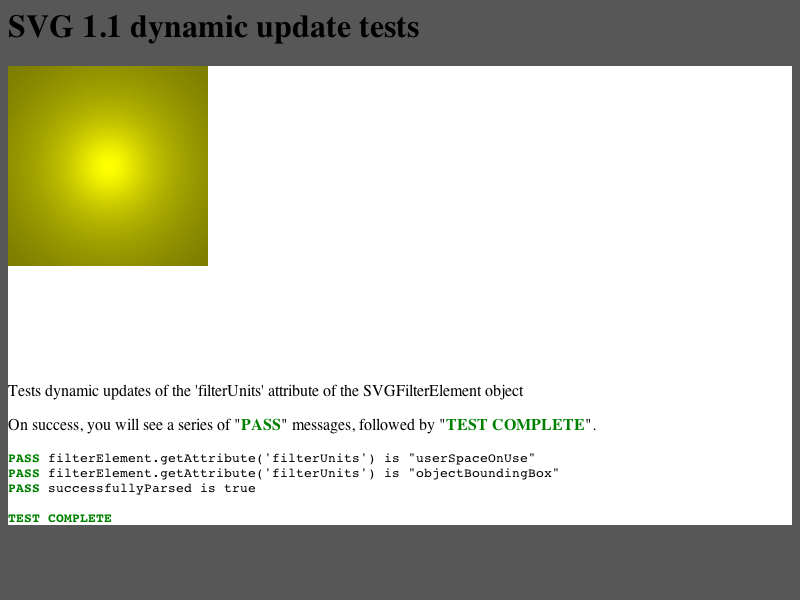 SVG 1.1 dynamic update tests
Tests dynamic updates of the 'filterUnits' attribute of the SVGFilterElement object
On success, you will see a series of "PASS" messages, followed by "TEST COMPLETE".
PASS filterElement.getAttribute('filterUnits') is "userSpaceOnUse"
PASS filterElement.getAttribute('filterUnits') is "objectBoundingBox"
PASS successfullyParsed is true
TEST COMPLETE